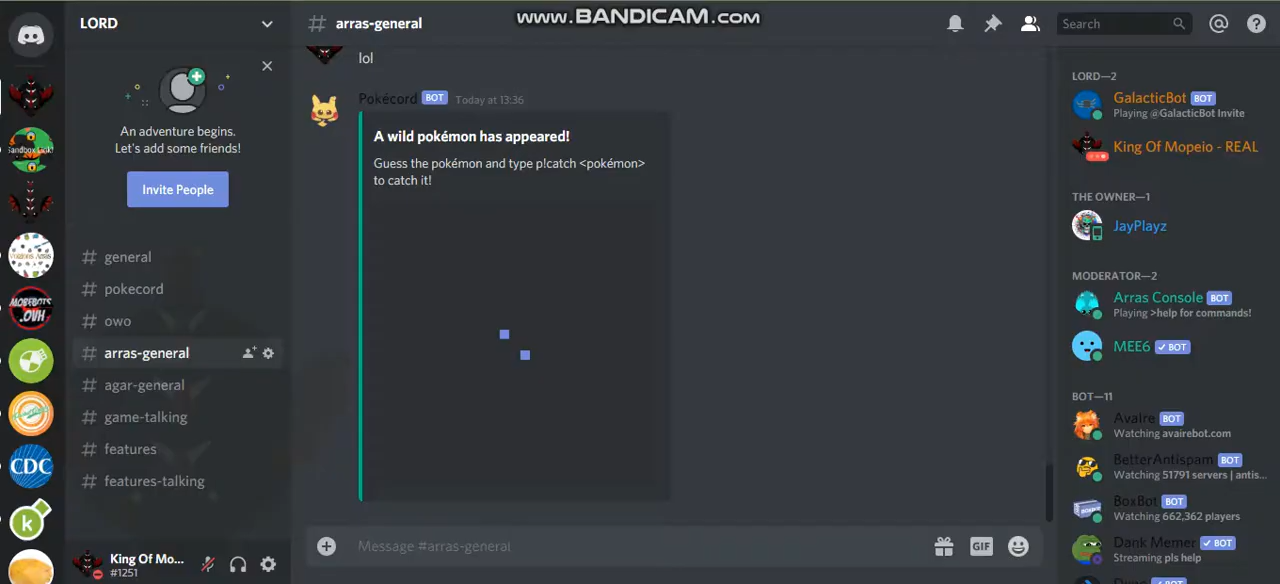 www.BANDICAM.com
LORD
# arras-general
Search
An adventure begins.
Let's add some friends!
Invite People
# general
# pokecord
# owo
# arras-general
# agar-general
# game-talking
# features
# features-talking
King Of Mo...
#1251
lol
Pokécord BOT Today at 13:36
A wild pokémon has appeared!
Guess the pokémon and type p!catch <pokémon>
to catch it!
Message #arras-general
GIF
LORD—2
GalacticBot BOT
Playing @GalacticBot Invite
King Of Mopeio - REAL
THE OWNER—1
JayPlayz
MODERATOR—2
Arras Console BOT
Playing >help for commands!
MEE6 ✓ BOT
BOT—11
Avaire BOT
Watching avairebot.com
BetterAntispam BOT
Watching 51791 servers | antis...
BoxBot BOT
Watching 662,362 players
Dank Memer ✓ BOT
Streaming pls help
MOBEBOTS
.OVH
CDC
k